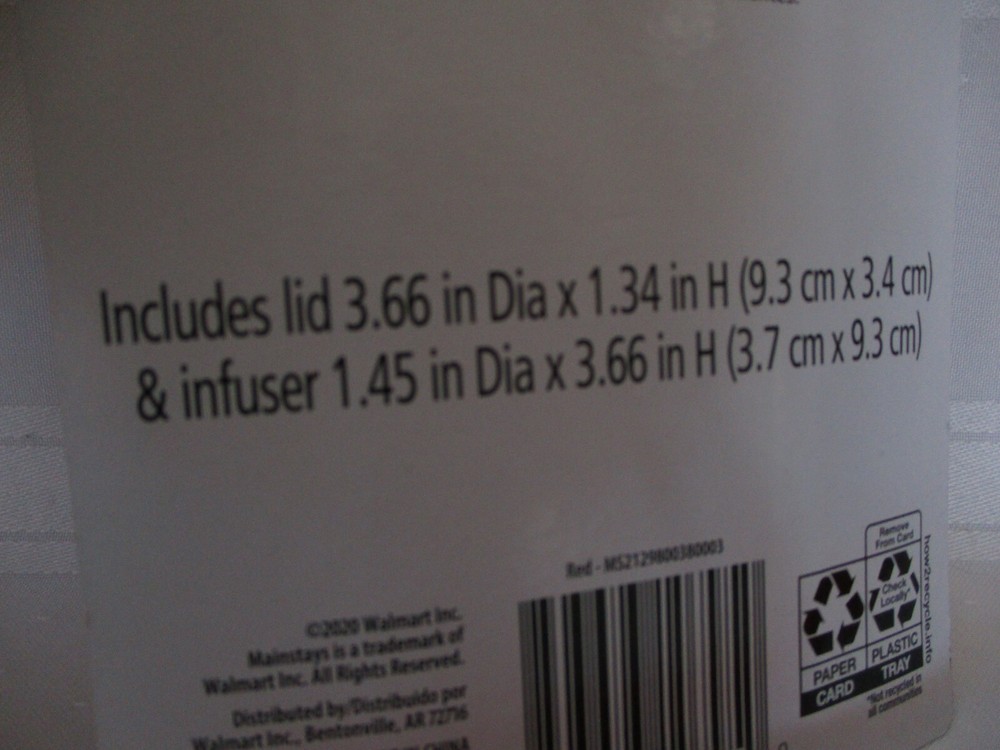 Includes lid 3.66 in Dia x 1.34 in H (9.3 cm x 3.4 cm)
& infuser 1.45 in Dia x 3.66 in H (3.7 cm x 9.3 cm)
Red - MS2129800380003
©2020 Walmart Inc.
Mainstays is a trademark of
Walmart Inc. All Rights Reserved.
Distributed by/Distribuido por
Walmart Inc., Bentonville, AR 72716
CHINA
Remove
From Card
Check
Locally*
PAPER
CARD
PLASTIC
TRAY
*Not recycled in
all communities
how2recycle.info